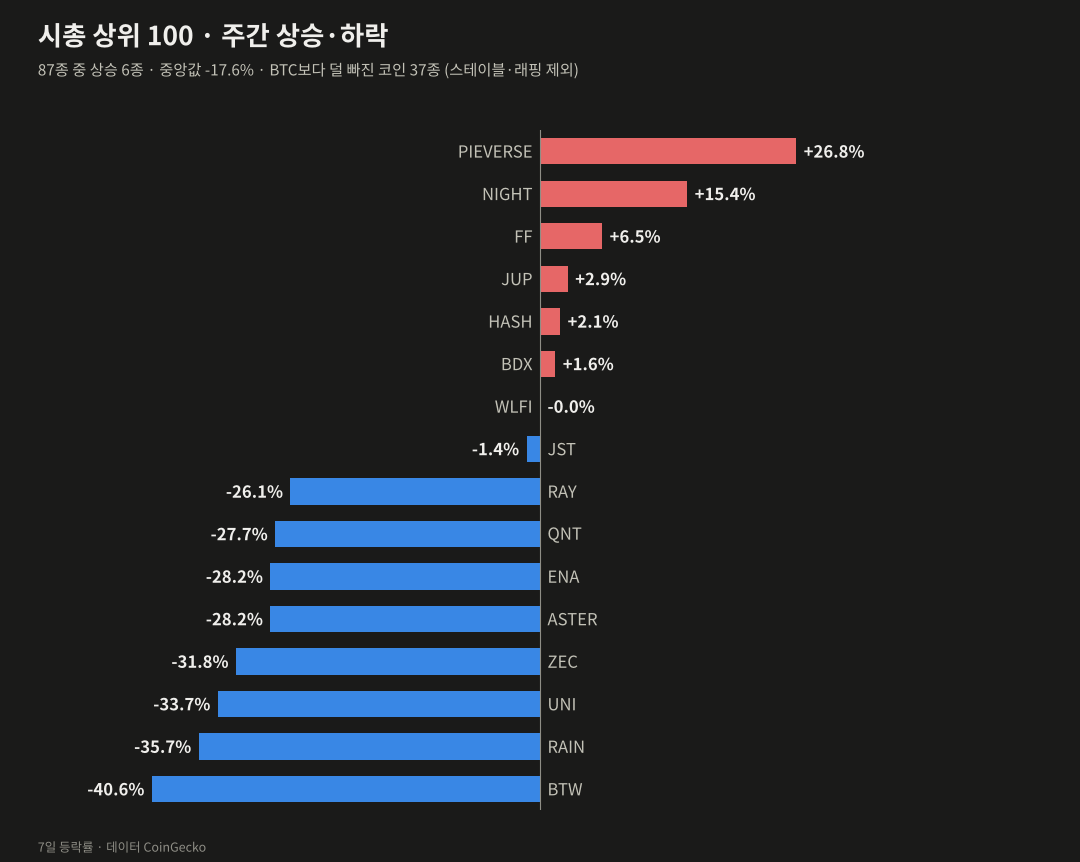 시총 상위 100 · 주간 상승·하락
87종 중 상승 6종 · 중앙값 -17.6% · BTC보다 덜 빠진 코인 37종 (스테이블·래핑 제외)
PIEVERSE +26.8%
NIGHT +15.4%
FF +6.5%
JUP +2.9%
HASH +2.1%
BDX +1.6%
WLFI -0.0%
-1.4% JST
-26.1% RAY
-27.7% QNT
-28.2% ENA
-28.2% ASTER
-31.8% ZEC
-33.7% UNI
-35.7% RAIN
-40.6% BTW
7일 등락률 · 데이터 CoinGecko